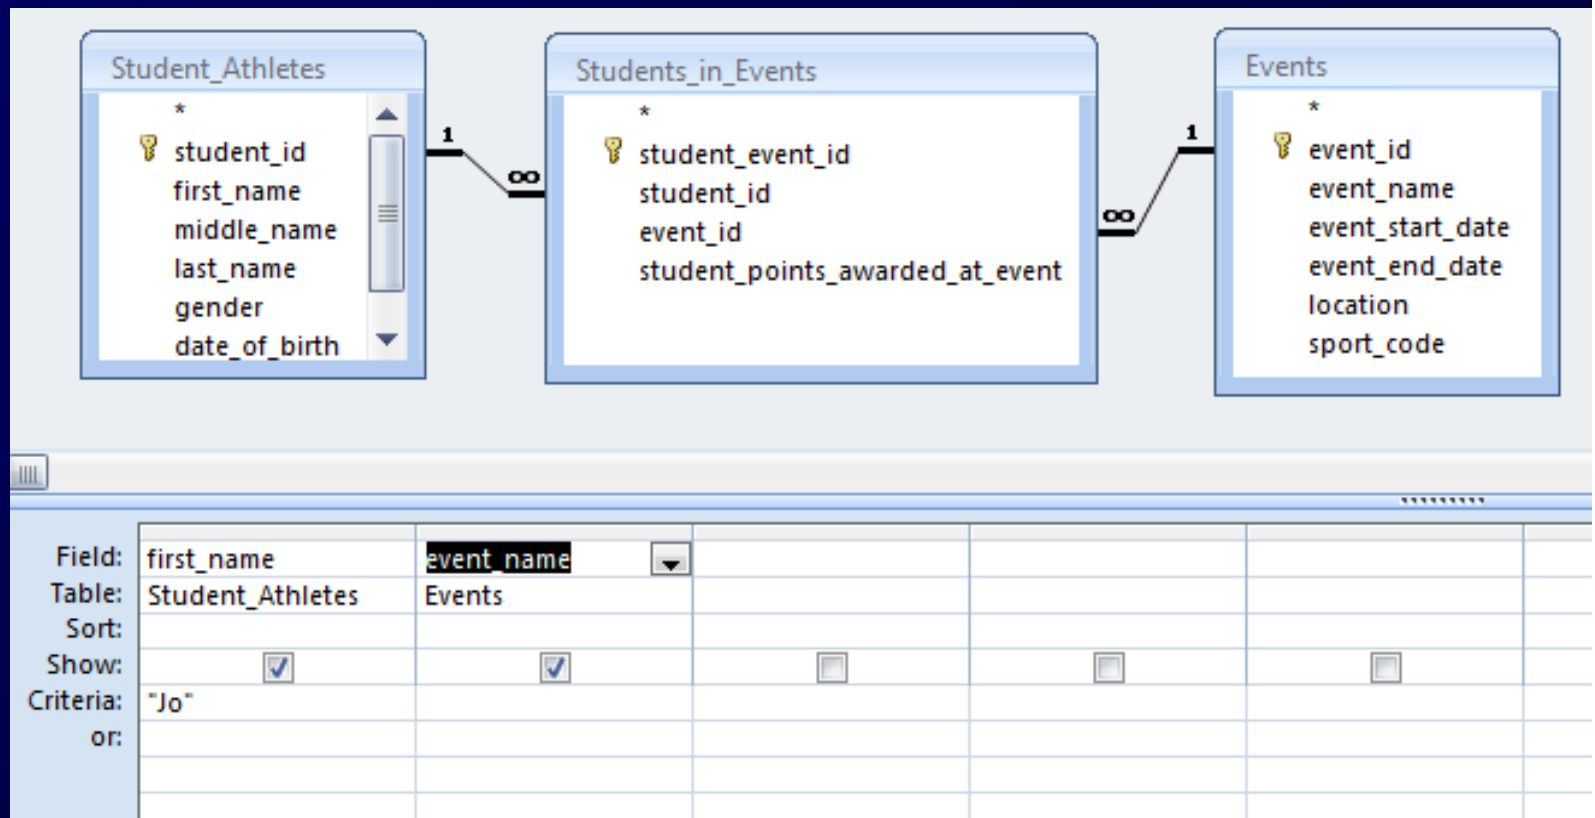 Student_Athletes
*
student_id
first_name
middle_name
last_name
gender
date_of_birth
1
∞
Students_in_Events
*
student_event_id
student_id
event_id
student_points_awarded_at_event
1
∞
Events
*
event_id
event_name
event_start_date
event_end_date
location
sport_code
Field: first_name event_name
Table: Student_Athletes Events
Sort:
Show:
Criteria: "Jo"
or: